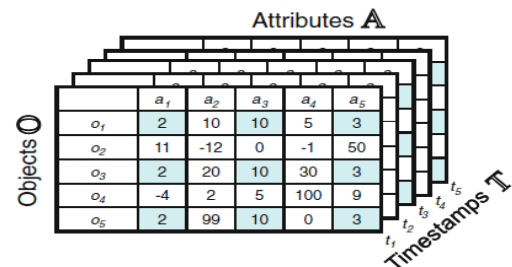 Attributes 𝔸
Objects 𝕆
a1 a2 a3 a4 a5
o1 2 10 10 5 3
o2 11 -12 0 -1 50
o3 2 20 10 30 3
o4 -4 2 5 100 9
o5 2 99 10 0 3
t1
t2
t3
t4
t5
Timestamps 𝕋